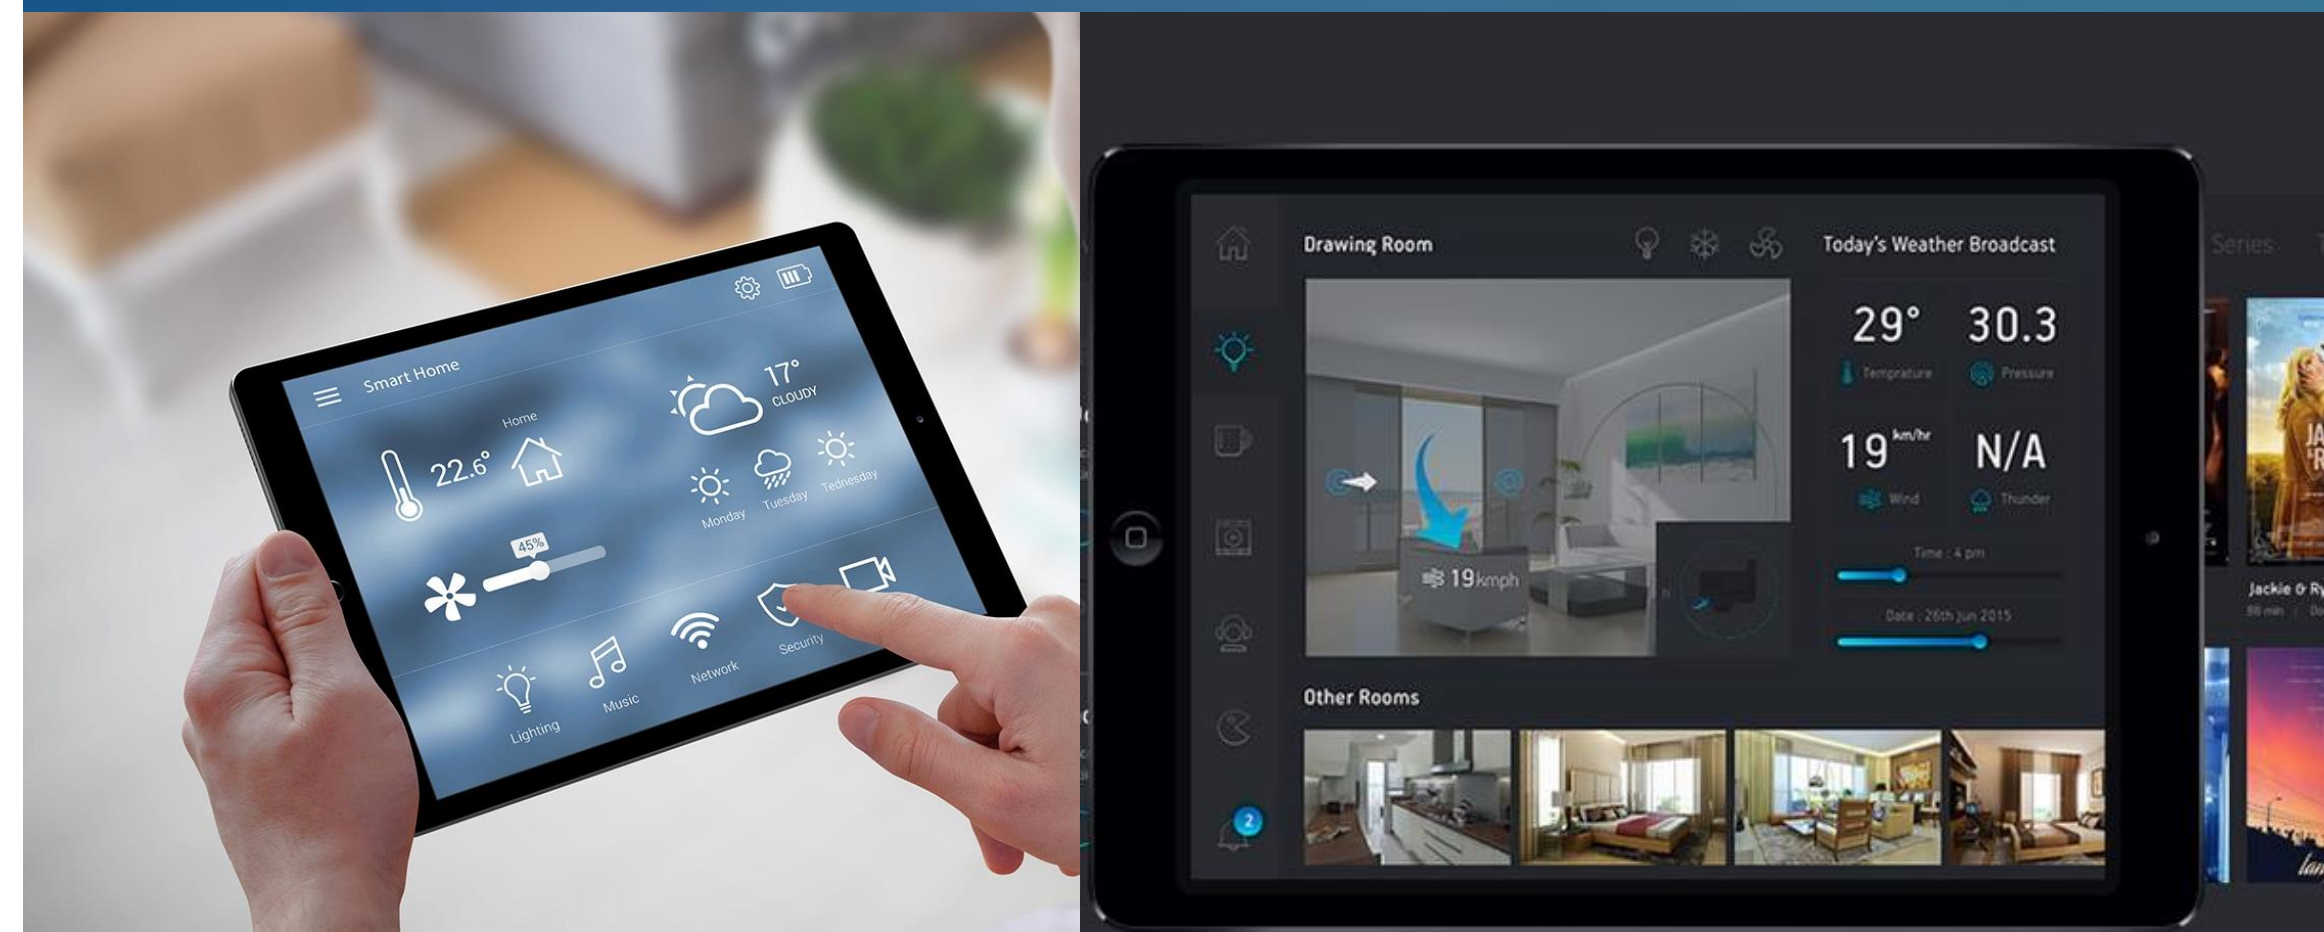 Smart Home
Home
22.6°
17°
CLOUDY
Monday
Tuesday
Tednesday
45%
Lighting
Music
Network
Security
Drawing Room
Today's Weather Broadcast
29°
30.3
Temprature
Pressure
19 km/hr
N/A
Wind
Thunder
19 kmph
Time : 4 pm
Date : 26th Jun 2015
Other Rooms
2
Series
Jackie & Ry